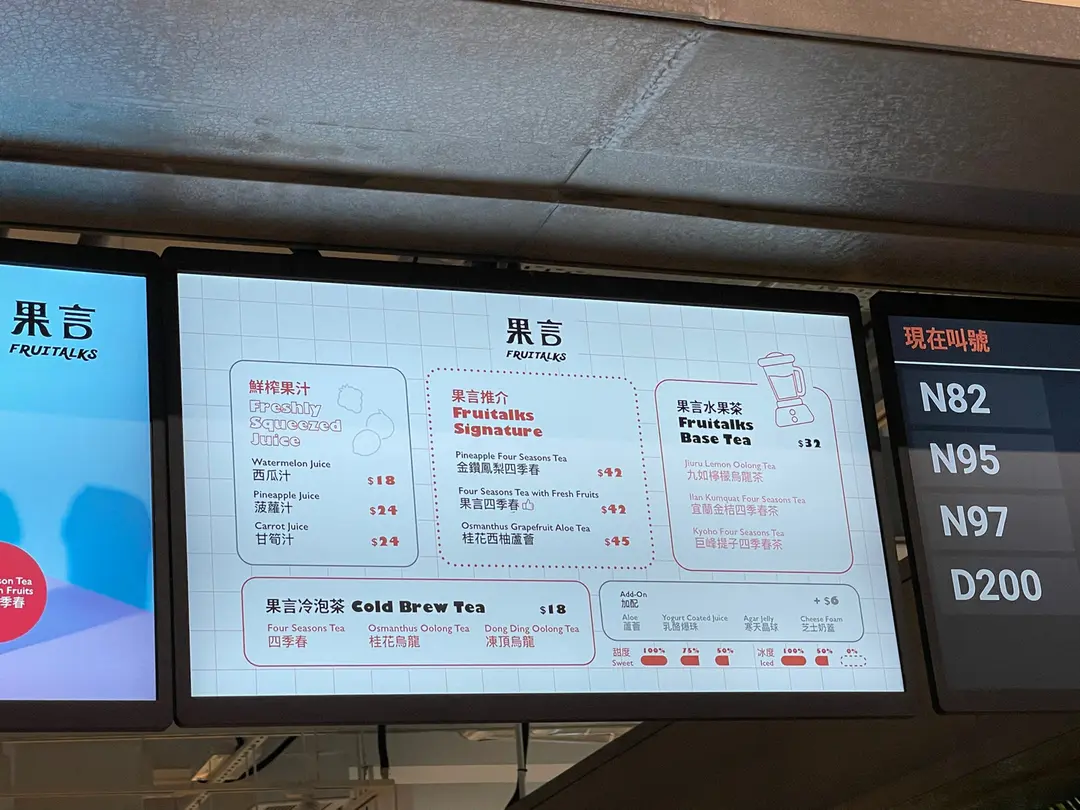 果言
FRUITALKS
son Tea
h Fruits
季春
果言
FRUITALKS
鮮榨果汁
Freshly
Squeezed
Juice
Watermelon Juice
西瓜汁 $18
Pineapple Juice
菠蘿汁 $24
Carrot Juice
甘筍汁 $24
果言推介
Fruitalks
Signature
Pineapple Four Seasons Tea
金鑽鳳梨四季春 $42
Four Seasons Tea with Fresh Fruits
果言四季春 $42
Osmanthus Grapefruit Aloe Tea
桂花西柚蘆薈 $45
果言水果茶
Fruitalks
Base Tea $32
Jiuru Lemon Oolong Tea
九如檸檬烏龍茶
Ilan Kumquat Four Seasons Tea
宜蘭金桔四季春茶
Kyoho Four Seasons Tea
巨峰提子四季春茶
果言冷泡茶 Cold Brew Tea $18
Four Seasons Tea Osmanthus Oolong Tea Dong Ding Oolong Tea
四季春 桂花烏龍 凍頂烏龍
Add-On
加配 + $6
Aloe Yogurt Coated Juice Agar Jelly Cheese Foam
蘆薈 乳酪爆珠 寒天晶球 芝士奶蓋
甜度 100% 75% 50% 冰度 100% 50% 0%
Sweet Iced
現在叫號
N82
N95
N97
D200